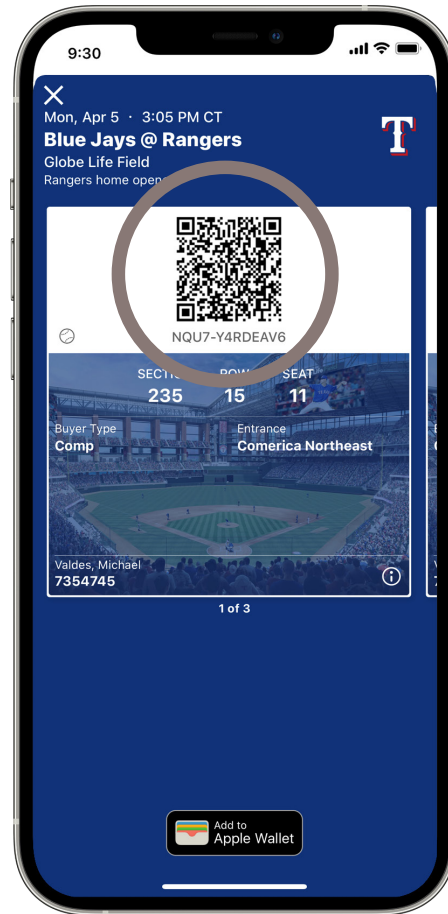 9:30
Mon, Apr 5 · 3:05 PM CT
Blue Jays @ Rangers
Globe Life Field
Rangers home
T
NQU7-Y4RDEAV6
SEAT
235 15 11
Buyer Type Entrance
Comp Comerica Northeast
Valdes, Michael
7354745
1 of 3
Add to
Apple Wallet